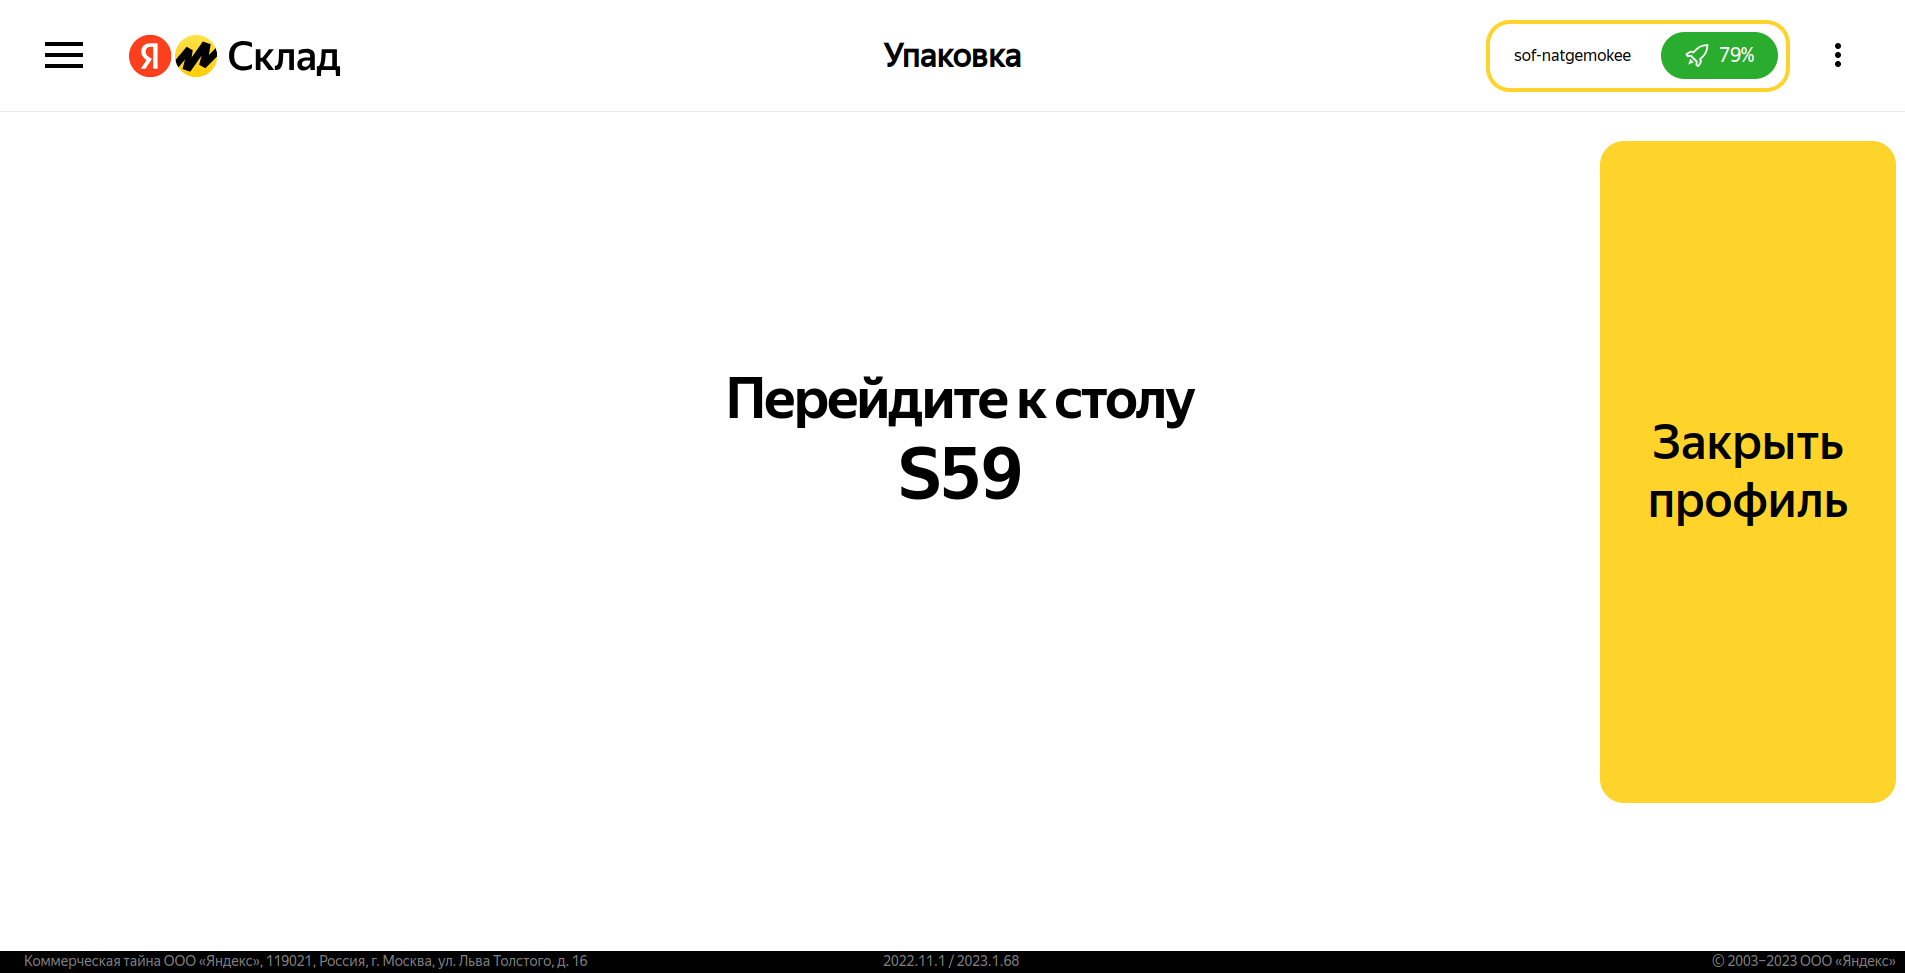 Я Склад
Упаковка
sof-natgemokee
79%
Перейдите к столу
S59
Закрыть
профиль
Коммерческая тайна ООО «Яндекс», 119021, Россия, г. Москва, ул. Льва Толстого, д. 16
2022.11.1 / 2023.1.68
© 2003–2023 ООО «Яндекс»